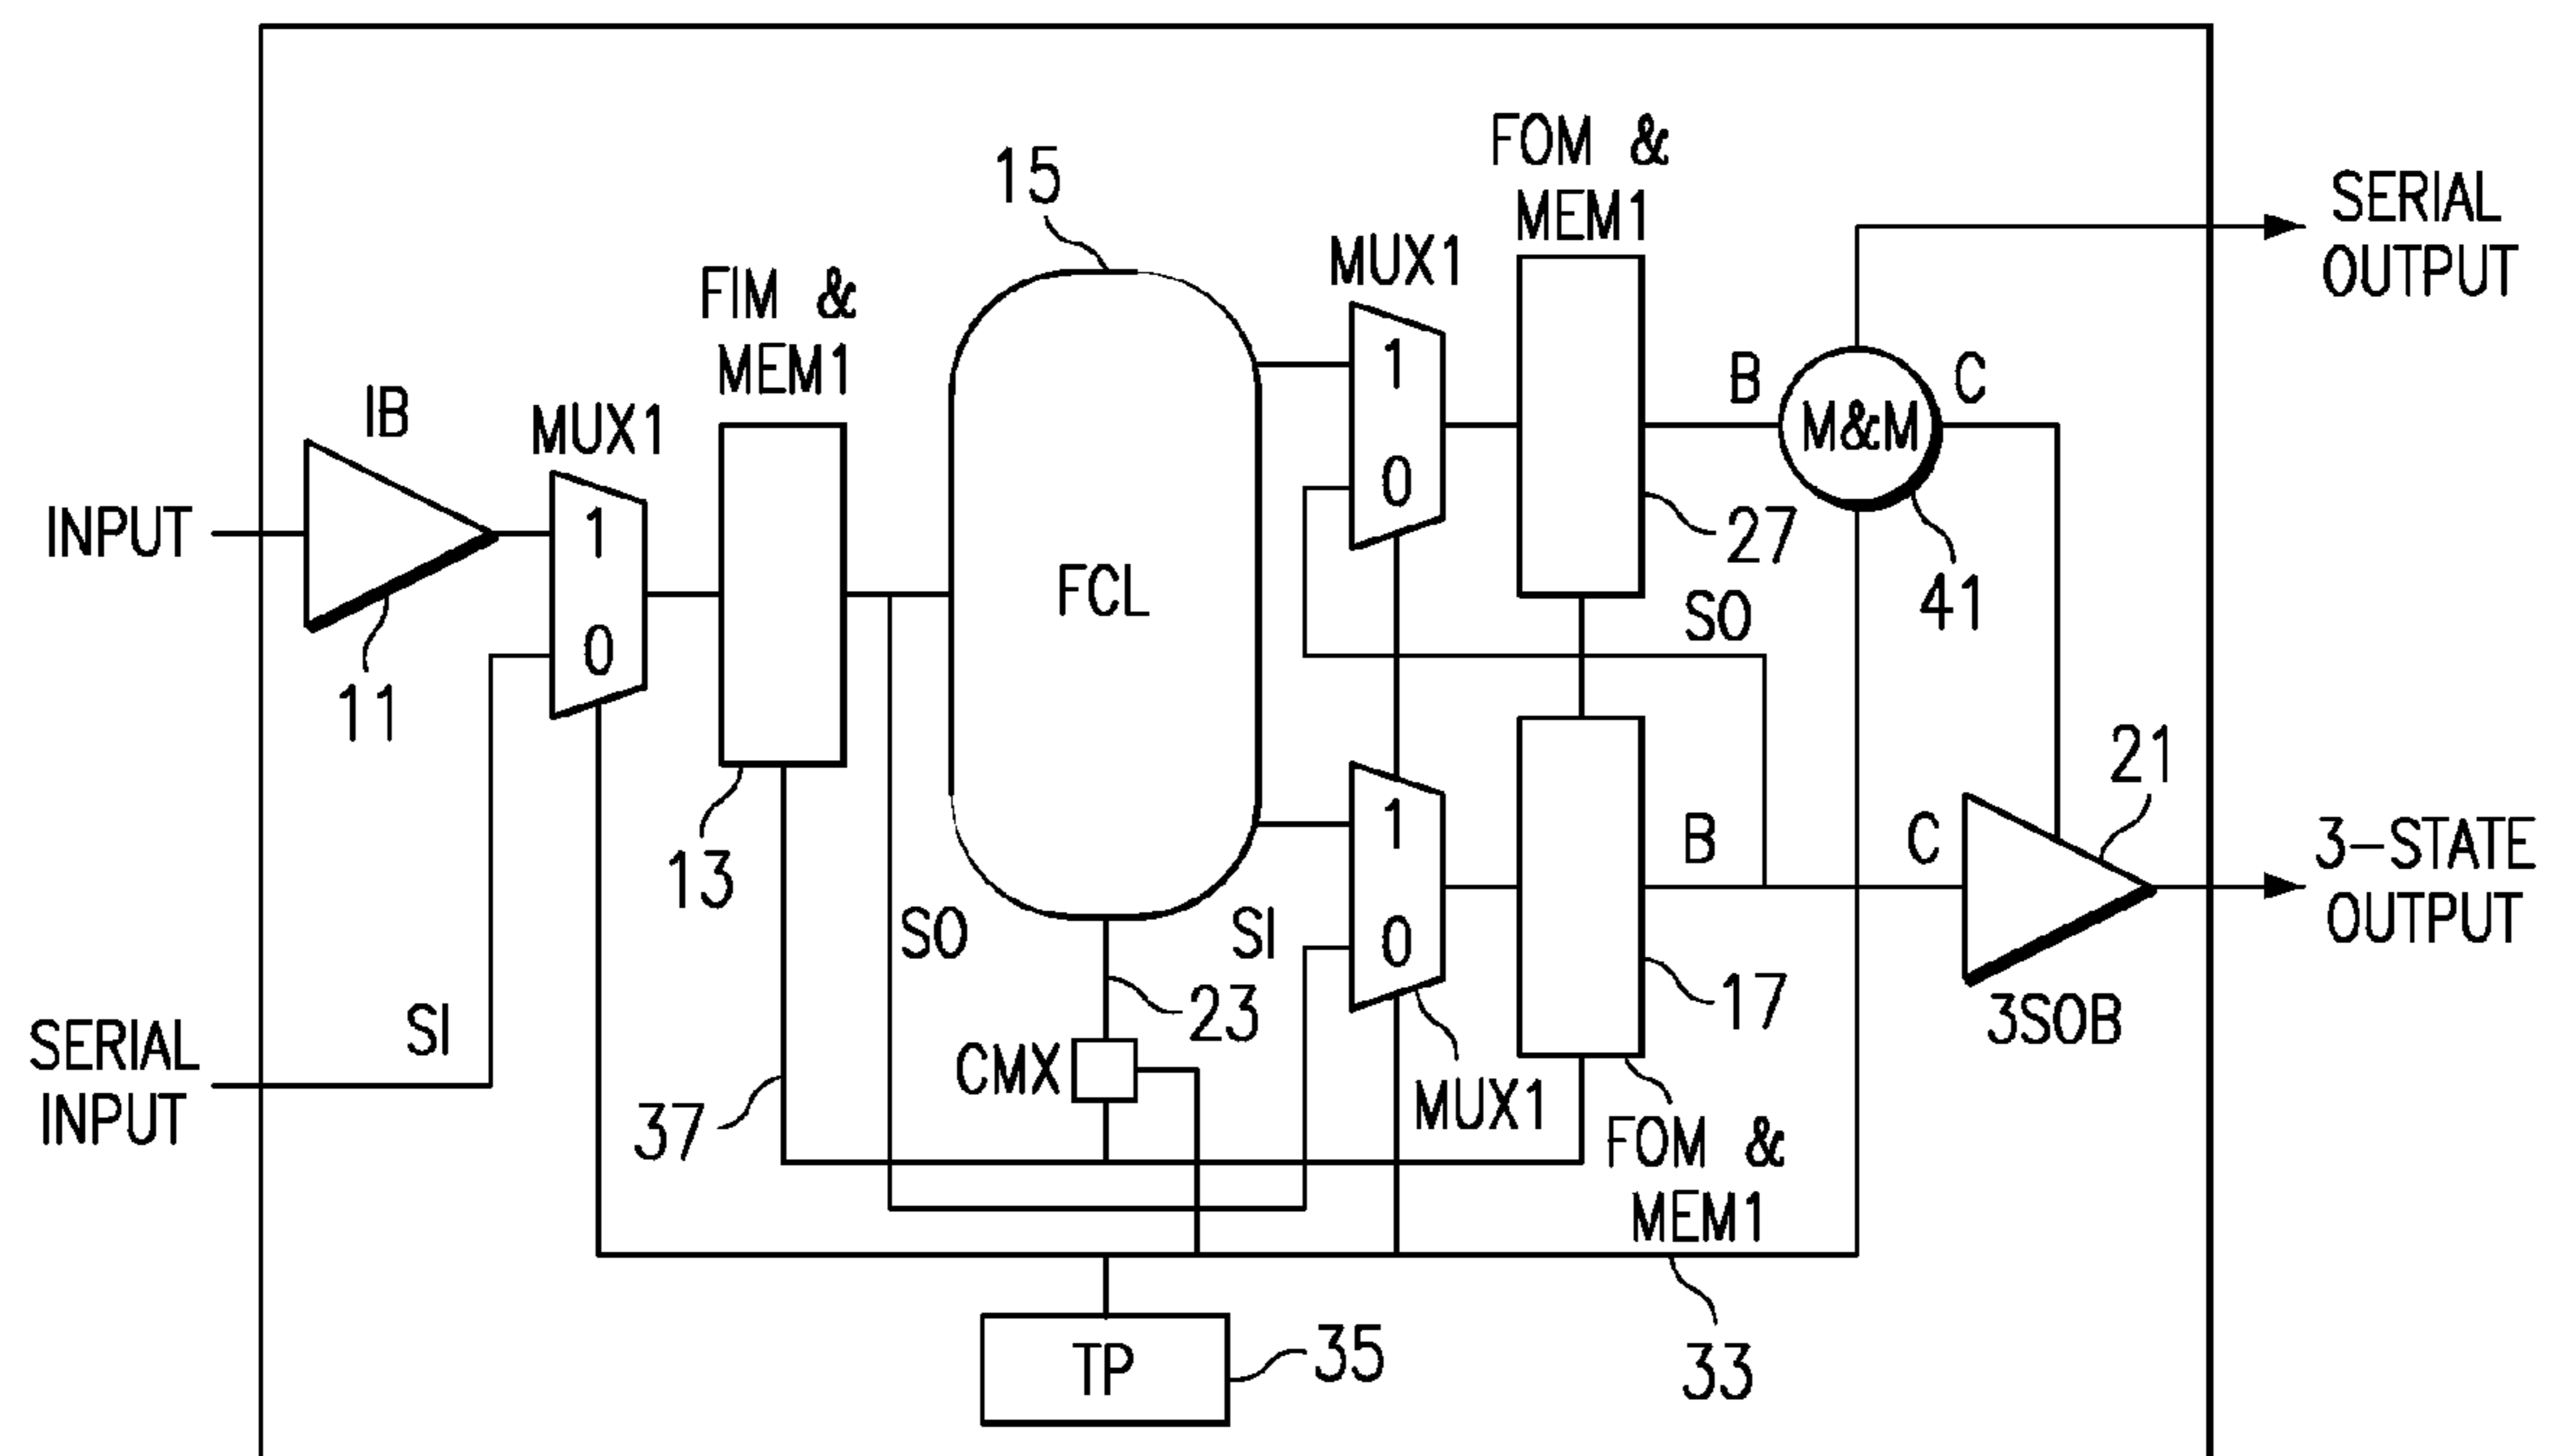 FOM &
MEM1
15
SERIAL
OUTPUT
MUX1
FIM &
MEM1
1
B
C
IB
MUX1
M&M
0
INPUT
1
27
FCL
41
SO
0
11
21
1
3-STATE
OUTPUT
B
C
13
SO
SI
0
23
17
SI
3SOB
SERIAL
INPUT
CMX
37
MUX1
FOM &
MEM1
TP
35
33